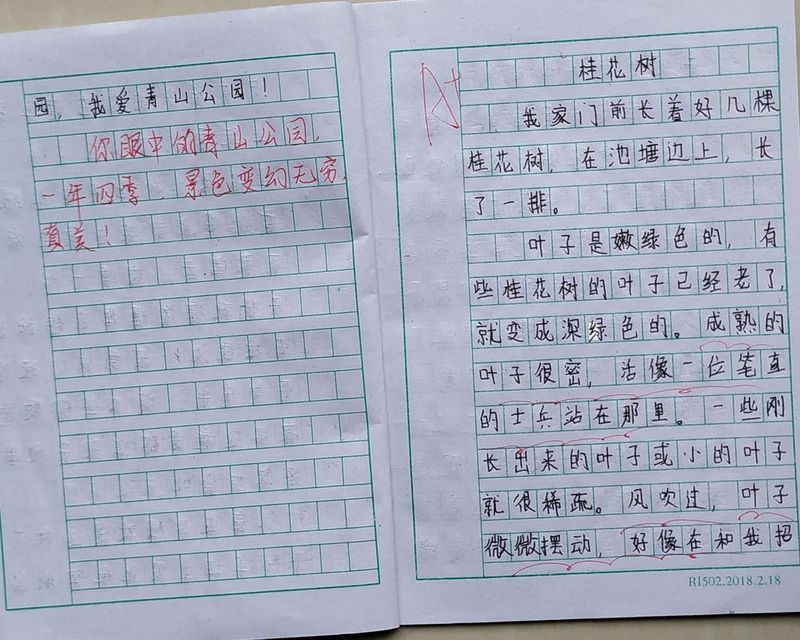 园，我爱青山公园！
你眼中的青山公园，
一年四季，景色变幻无穷，
真美！
A+
桂花树
我家门前长着好几棵
桂花树，在池塘边上，长
了一排。
叶子是嫩绿色的，有
些桂花树的叶子已经老了，
就变成深绿色的。成熟的
叶子很密，活像一位笔直
的士兵站在那里。一些刚
长出来的叶子或小的叶子
就很稀疏。风吹过，叶子
微微摆动，好像在和我招
RI502.2018.2.18